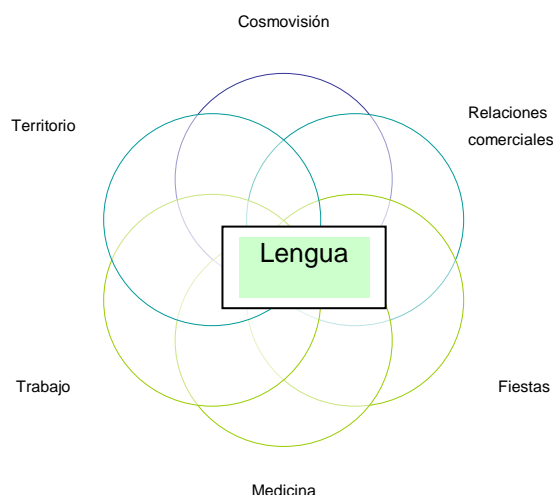 Cosmovisión
Relaciones
comerciales
Territorio
Lengua
Trabajo
Fiestas
Medicina